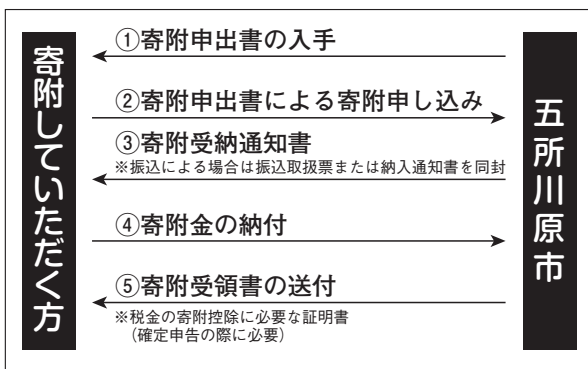 寄附していただく方
①寄附申出書の入手
②寄附申出書による寄附申し込み
③寄附受納通知書
※振込による場合は振込取扱票または納入通知書を同封
④寄附金の納付
⑤寄附受領書の送付
※税金の寄附控除に必要な証明書
（確定申告の際に必要）
五所川原市